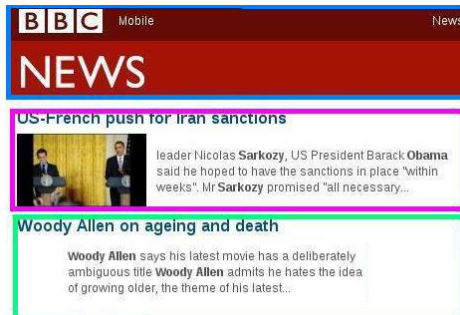 BBC Mobile News
NEWS
US-French push for Iran sanctions
leader Nicolas Sarkozy, US President Barack Obama
said he hoped to have the sanctions in place "within
weeks". Mr Sarkozy promised "all necessary...
Woody Allen on ageing and death
Woody Allen says his latest movie has a deliberately
ambiguous title Woody Allen admits he hates the idea
of growing older, the theme of his latest...